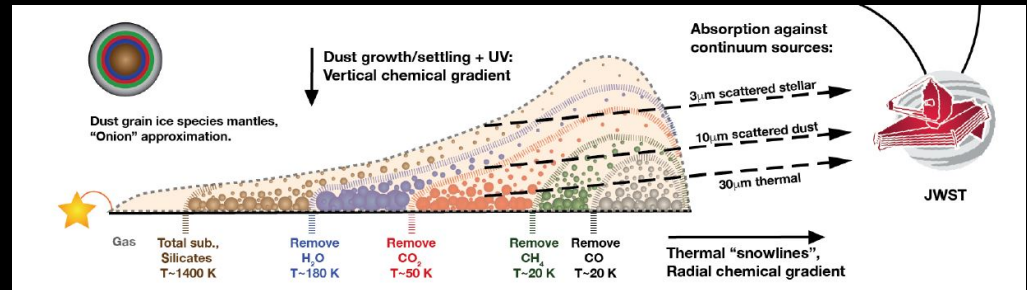 Dust growth/settling + UV:
Vertical chemical gradient
Absorption against
continuum sources:
Dust grain ice species mantles,
“Onion” approximation.
3μm scattered stellar
10μm scattered dust
30μm thermal
JWST
Gas
Total sub.,
Silicates
T~1400 K
Remove
H₂O
T~180 K
Remove
CO₂
T~50 K
Remove
CH₄
T~20 K
Remove
CO
T~20 K
Thermal “snowlines”,
Radial chemical gradient